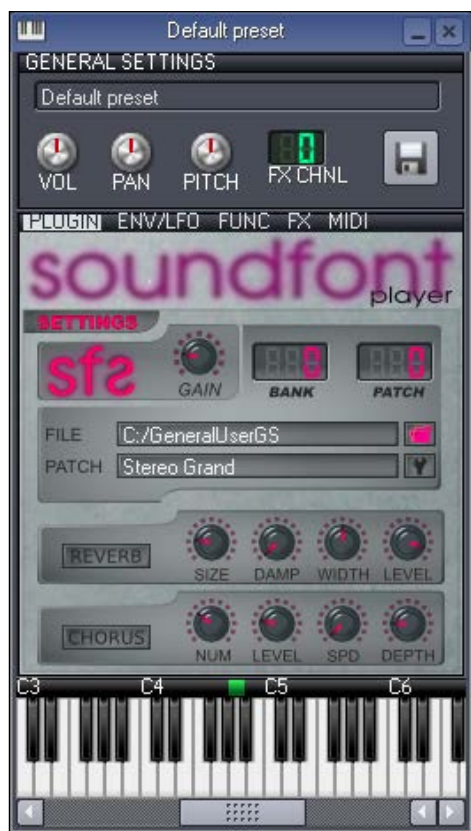 Default preset
GENERAL SETTINGS
Default preset
VOL PAN PITCH FX CHNL
0
PLUGIN ENV/LFO FUNC FX MIDI
soundfont
player
SETTINGS
sf2
GAIN BANK PATCH
0 0
FILE C:/GeneralUserGS
PATCH Stereo Grand
REVERB SIZE DAMP WIDTH LEVEL
CHORUS NUM LEVEL SPD DEPTH
C3 C4 C5 C6